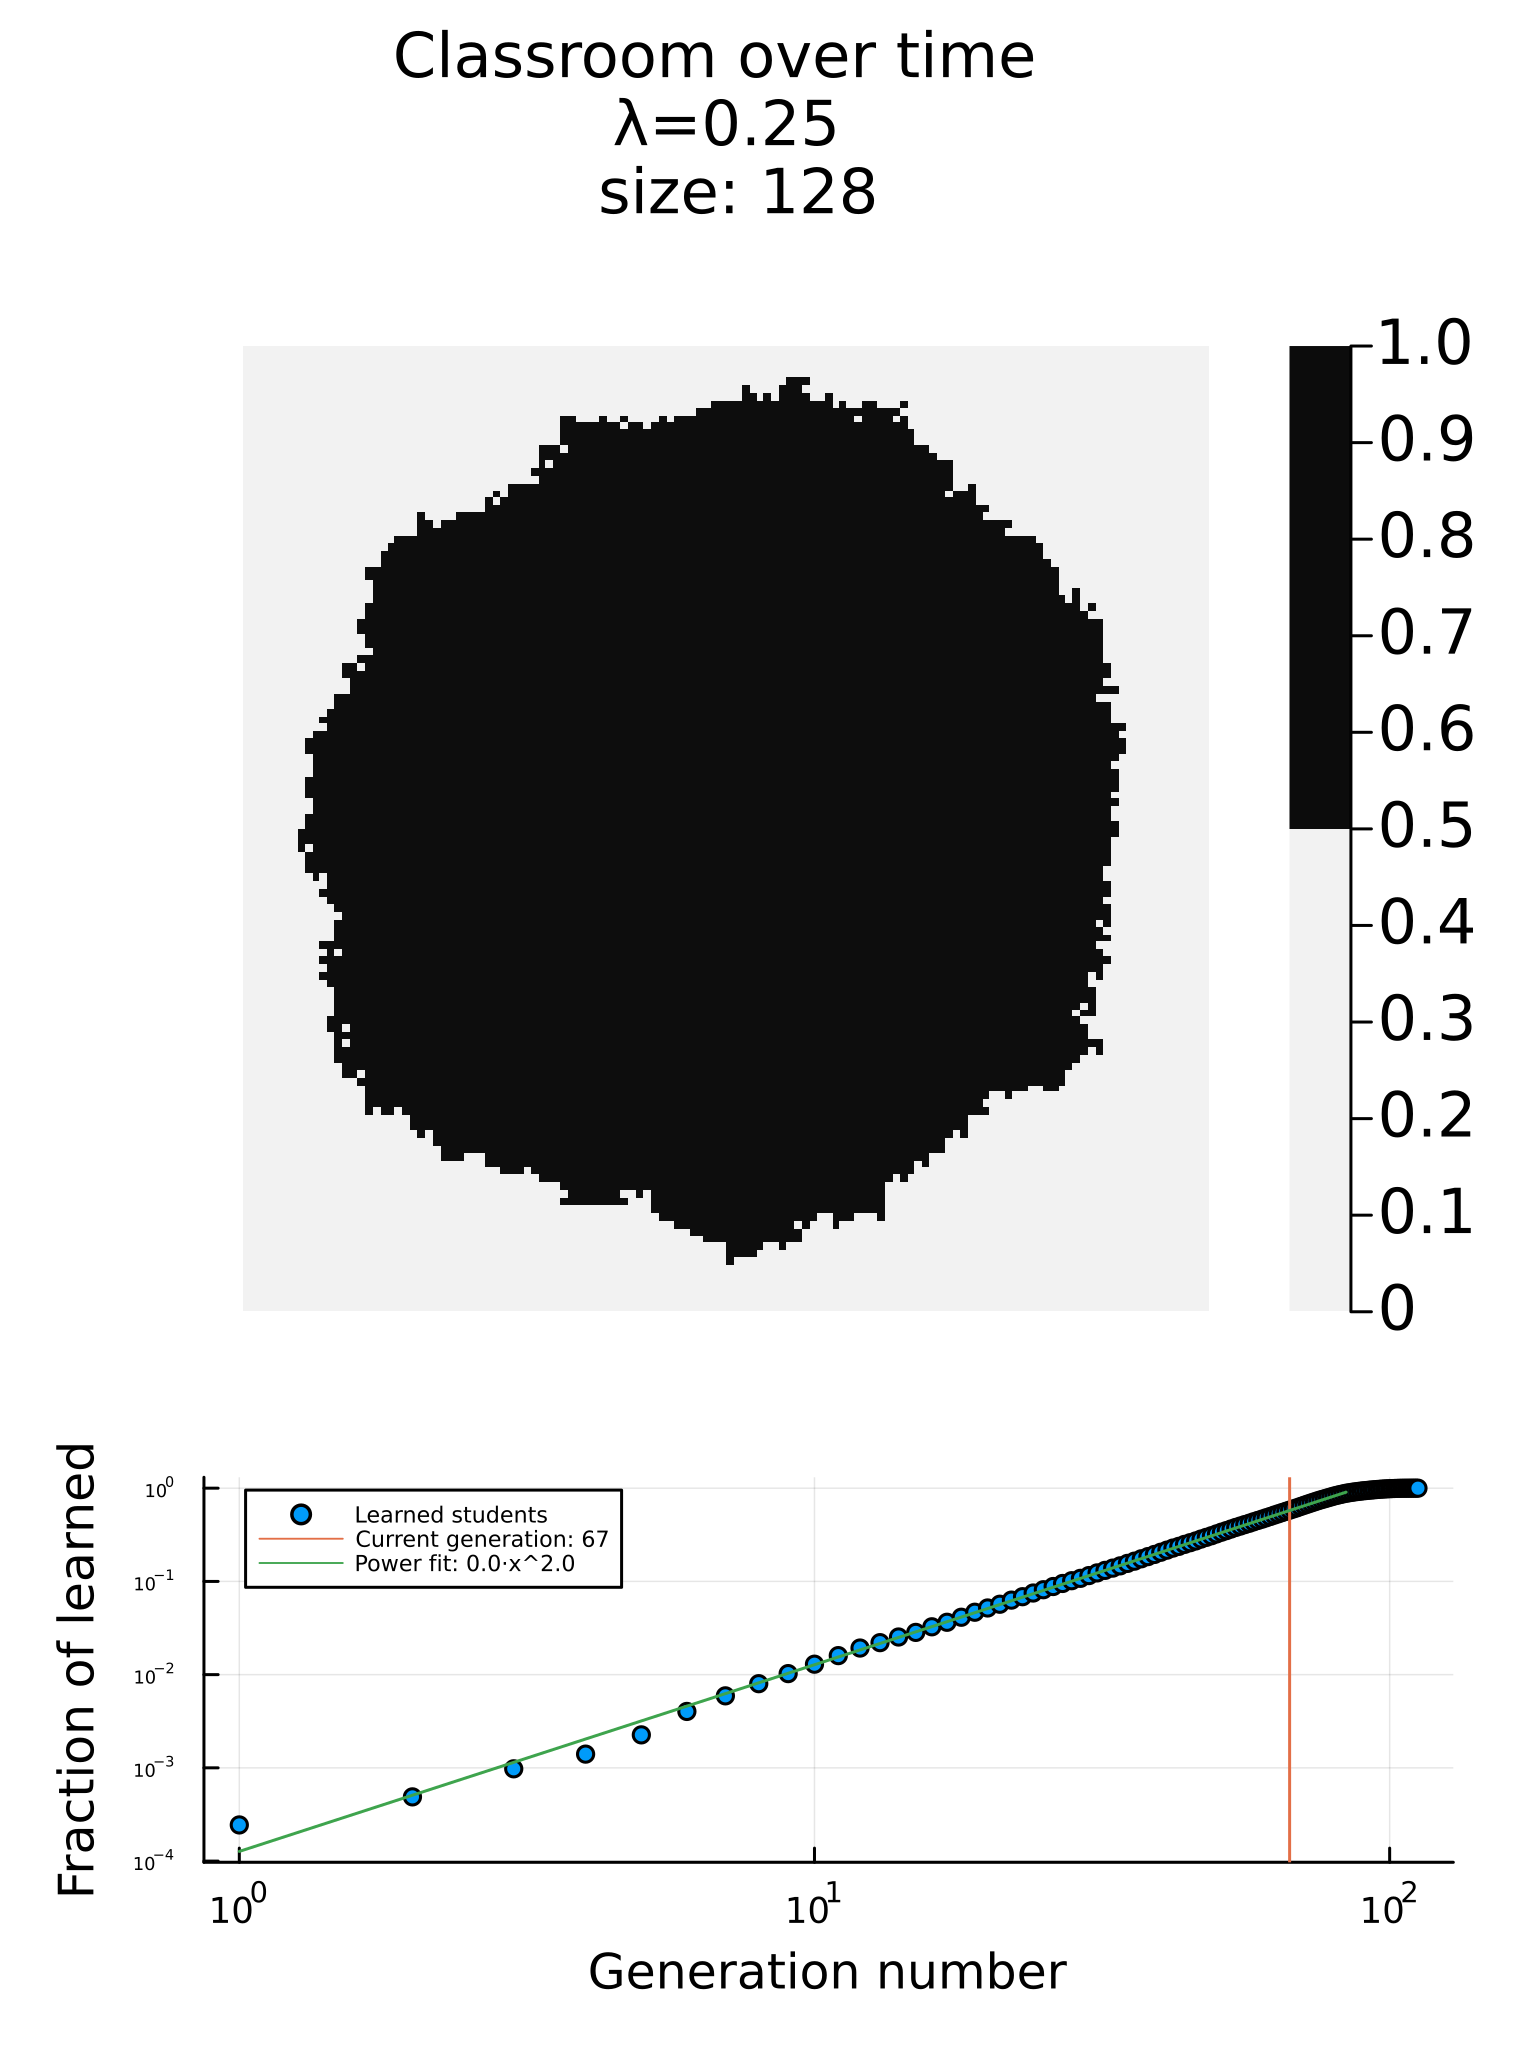 Classroom over time
λ=0.25
size: 128
1.0
0.9
0.8
0.7
0.6
0.5
0.4
0.3
0.2
0.1
0
Fraction of learned
10^0
10^-1
10^-2
10^-3
10^-4
Learned students
Current generation: 67
Power fit: 0.0·x^2.0
10^0 10^1 10^2
Generation number